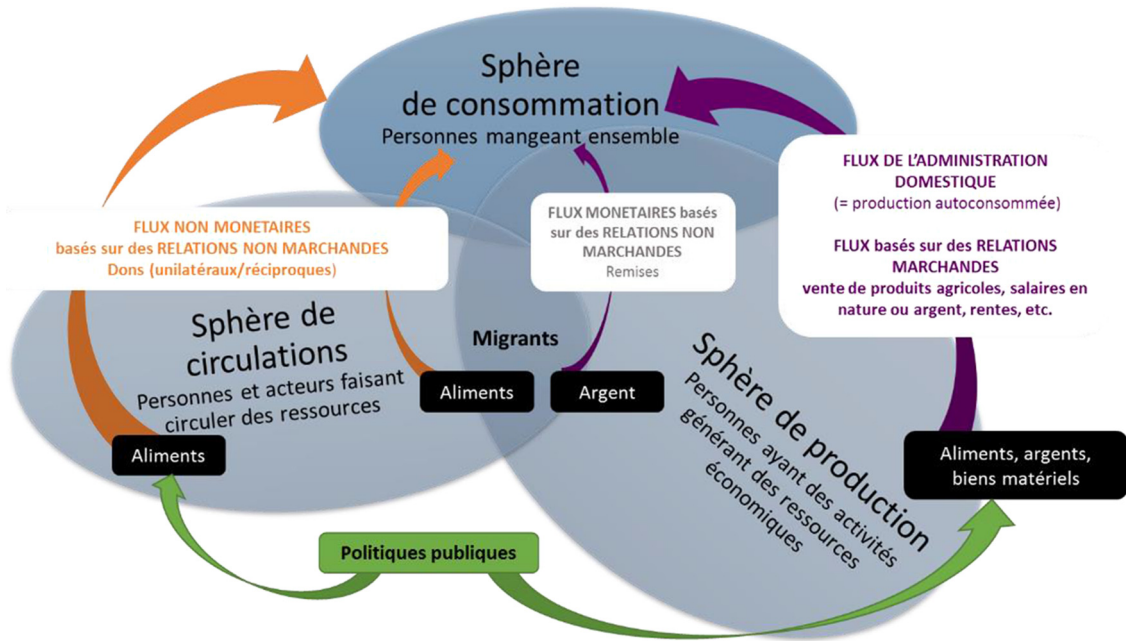 Sphère
de consommation
Personnes mangeant ensemble
FLUX NON MONETAIRES
basés sur des RELATIONS NON MARCHANDES
Dons (unilatéraux/réciproques)
FLUX MONETAIRES basés
sur des RELATIONS NON
MARCHANDES
Remises
FLUX DE L’ADMINISTRATION
DOMESTIQUE
(= production autoconsommée)
FLUX basés sur des RELATIONS
MARCHANDES
vente de produits agricoles, salaires en
nature ou argent, rentes, etc.
Sphère de
circulations
Personnes et acteurs faisant
circuler des ressources
Migrants
Aliments
Argent
Aliments
Sphère de production
Personnes ayant des activités
générant des ressources
économiques
Aliments, argents,
biens matériels
Politiques publiques